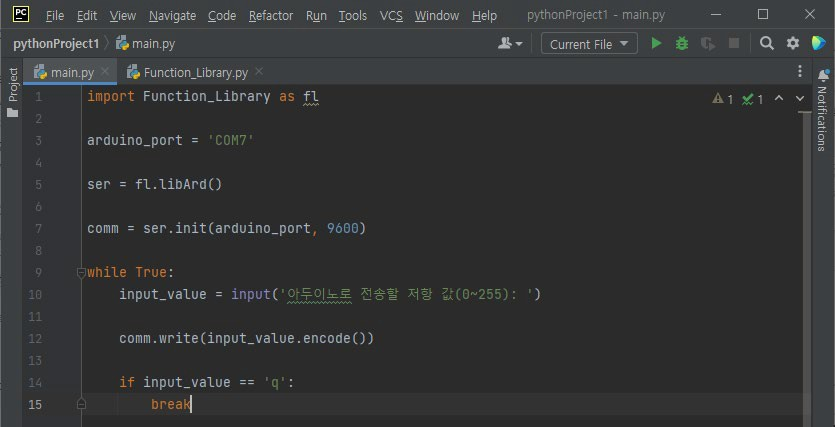 PC File Edit View Navigate Code Refactor Run Tools VCS Window Help pythonProject1 - main.py
pythonProject1 main.py Current File
main.py Function_Library.py
Project
Notifications
1 import Function_Library as fl
1 1
2
3 arduino_port = 'COM7'
4
5 ser = fl.libArd()
6
7 comm = ser.init(arduino_port, 9600)
8
9 while True:
10 input_value = input('아두이노로 전송할 저항 값(0~255): ')
11
12 comm.write(input_value.encode())
13
14 if input_value == 'q':
15 break